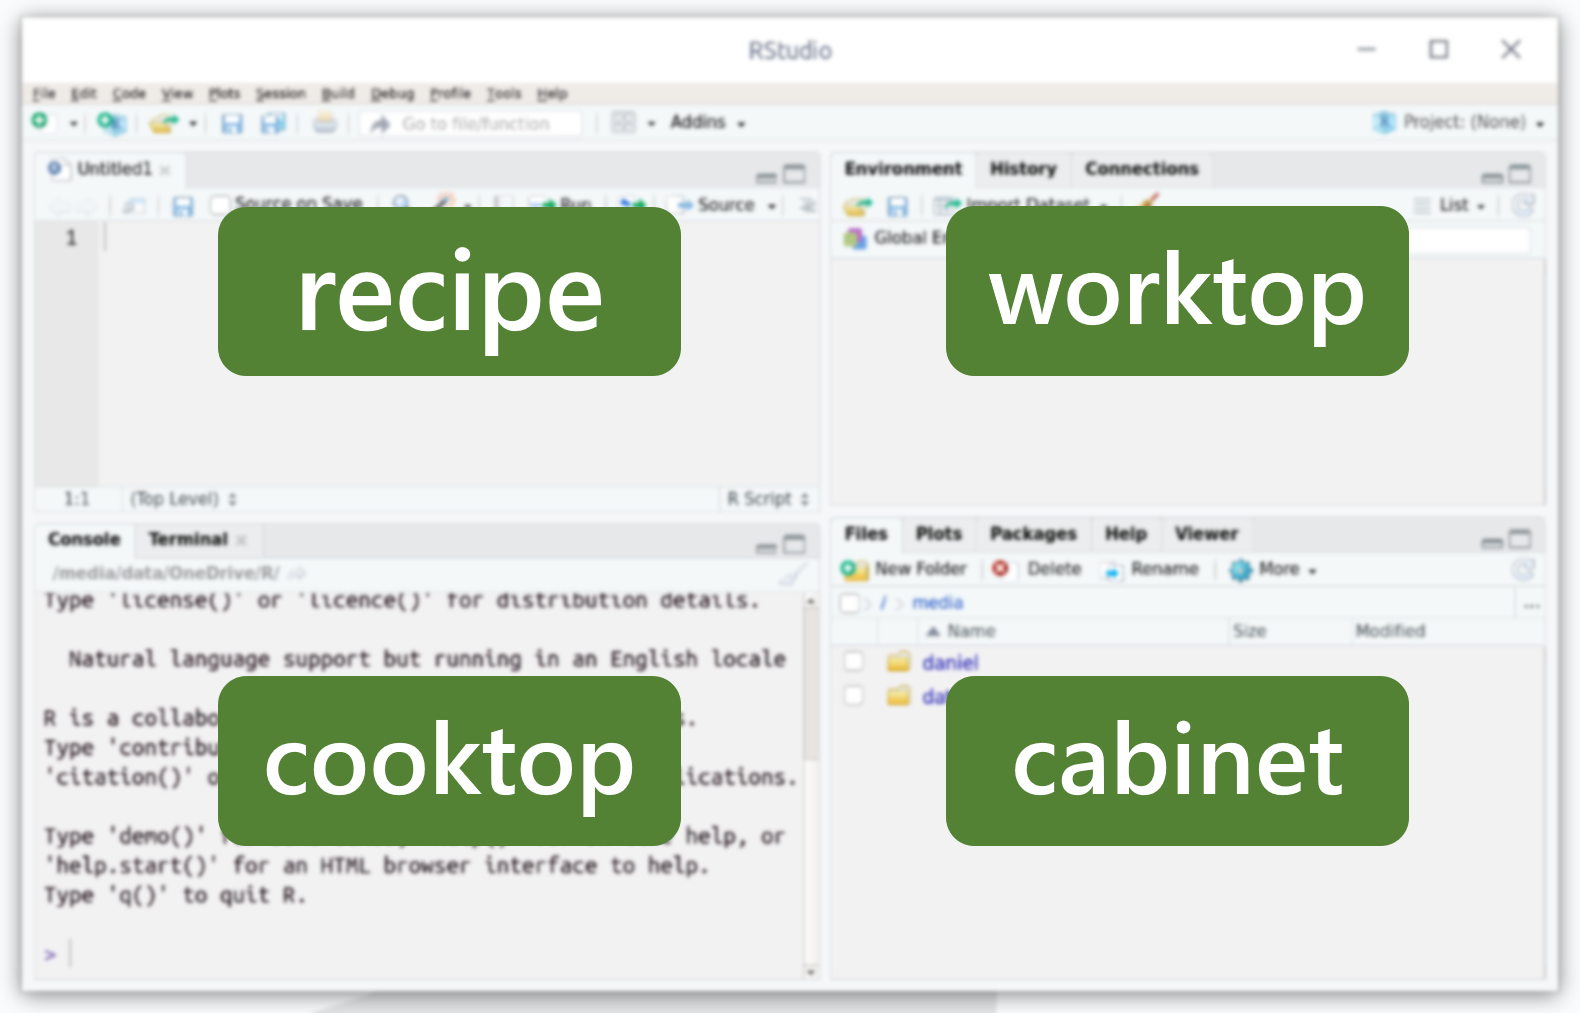 RStudio
File Edit Code View Plots Session Build Debug Profile Tools Help
Go to file/function Addins Project: (None)
Untitled1
Source on Save Run Source
1
recipe
1:1 (Top Level) R Script
Environment History Connections
Import Dataset List
Global
worktop
Console Terminal
/media/data/OneDrive/R/
Type 'license()' or 'licence()' for distribution details.
Natural language support but running in an English locale
R is a
Type
'citation()'
cooktop
Type 'demo()' help, or
'help.start()' for an HTML browser interface to help.
Type 'q()' to quit R.
>
Files Plots Packages Help Viewer
New Folder Delete Rename More
/ media ...
Name Size Modified
daniel
cabinet